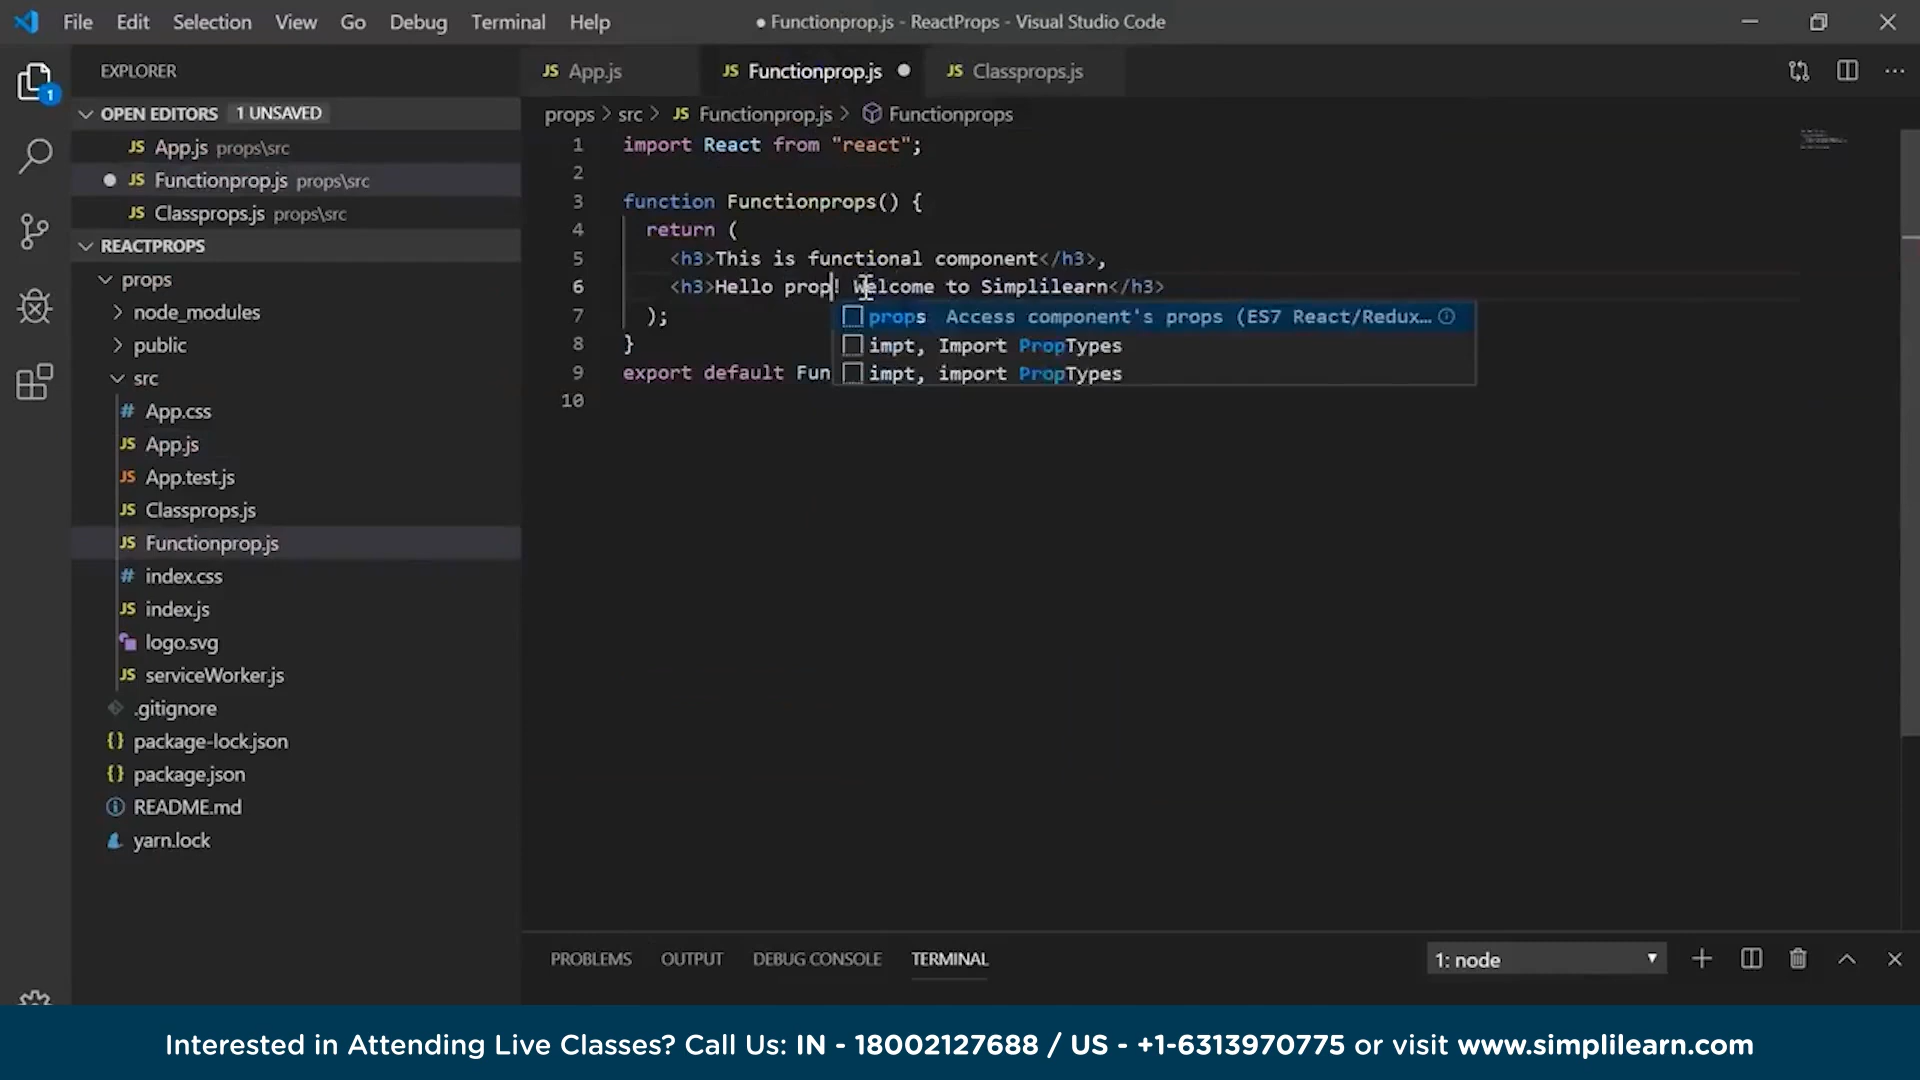 File Edit Selection View Go Debug Terminal Help ● Functionprop.js - ReactProps - Visual Studio Code
EXPLORER
JS App.js JS Functionprop.js ● JS Classprops.js
1
OPEN EDITORS 1 UNSAVED
props > src > JS Functionprop.js > Functionprops
JS App.js props\src
JS Functionprop.js props\src
JS Classprops.js props\src
REACTPROPS
props
node_modules
public
src
# App.css
JS App.js
JS App.test.js
JS Classprops.js
JS Functionprop.js
# index.css
JS index.js
logo.svg
JS serviceWorker.js
.gitignore
{} package-lock.json
{} package.json
README.md
yarn.lock
1 import React from "react";
2
3 function Functionprops() {
4 return (
5 <h3>This is functional component</h3>,
6 <h3>Hello prop! Welcome to Simplilearn</h3>
7 );
8 }
9 export default Fun
10
props Access component's props (ES7 React/Redux…
impt, Import PropTypes
impt, import PropTypes
PROBLEMS OUTPUT DEBUG CONSOLE TERMINAL 1: node
Interested in Attending Live Classes? Call Us: IN - 18002127688 / US - +1-6313970775 or visit www.simplilearn.com